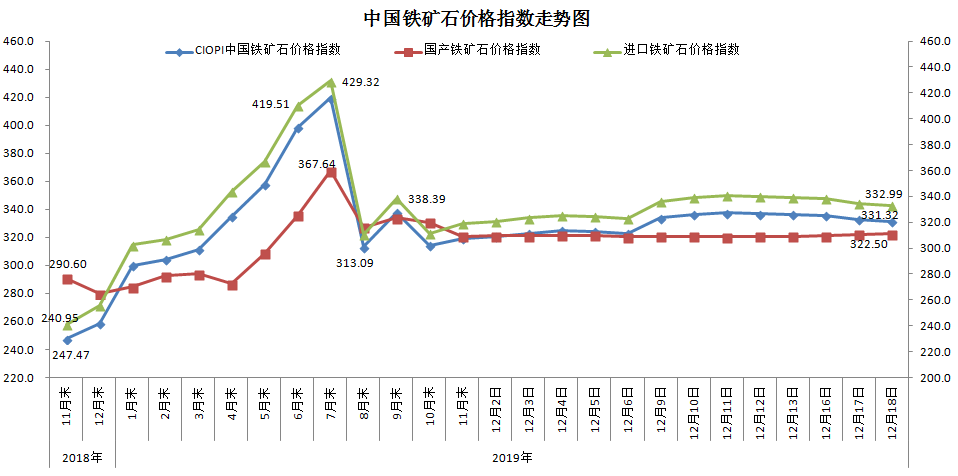 中国铁矿石价格指数走势图
CIOPI中国铁矿石价格指数 国产铁矿石价格指数 进口铁矿石价格指数
460.0
440.0
420.0
400.0
380.0
360.0
340.0
320.0
300.0
280.0
260.0
240.0
220.0
460.0
440.0
420.0
400.0
380.0
360.0
340.0
320.0
300.0
280.0
260.0
240.0
220.0
200.0
290.60
240.95
247.47
419.51
429.32
367.64
313.09
338.39
332.99
331.32
322.50
11月末
12月末
1月末
2月末
3月末
4月末
5月末
6月末
7月末
8月末
9月末
10月末
11月末
12月2日
12月3日
12月4日
12月5日
12月6日
12月9日
12月10日
12月11日
12月12日
12月13日
12月16日
12月17日
12月18日
2018年 2019年